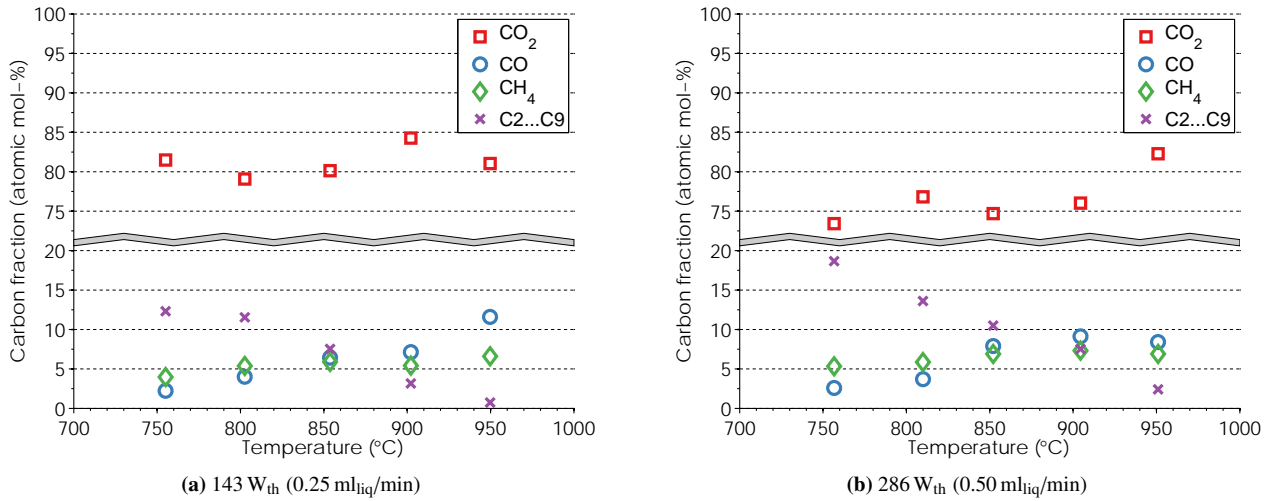 100
95
90
85
80
75
20
15
10
5
0
Carbon fraction (atomic mol-%)
CO2
CO
CH4
C2...C9
700 750 800 850 900 950 1000
Temperature (°C)
(a) 143 Wth (0.25 mlliq/min)
100
95
90
85
80
75
20
15
10
5
0
Carbon fraction (atomic mol-%)
CO2
CO
CH4
C2...C9
700 750 800 850 900 950 1000
Temperature (°C)
(b) 286 Wth (0.50 mlliq/min)